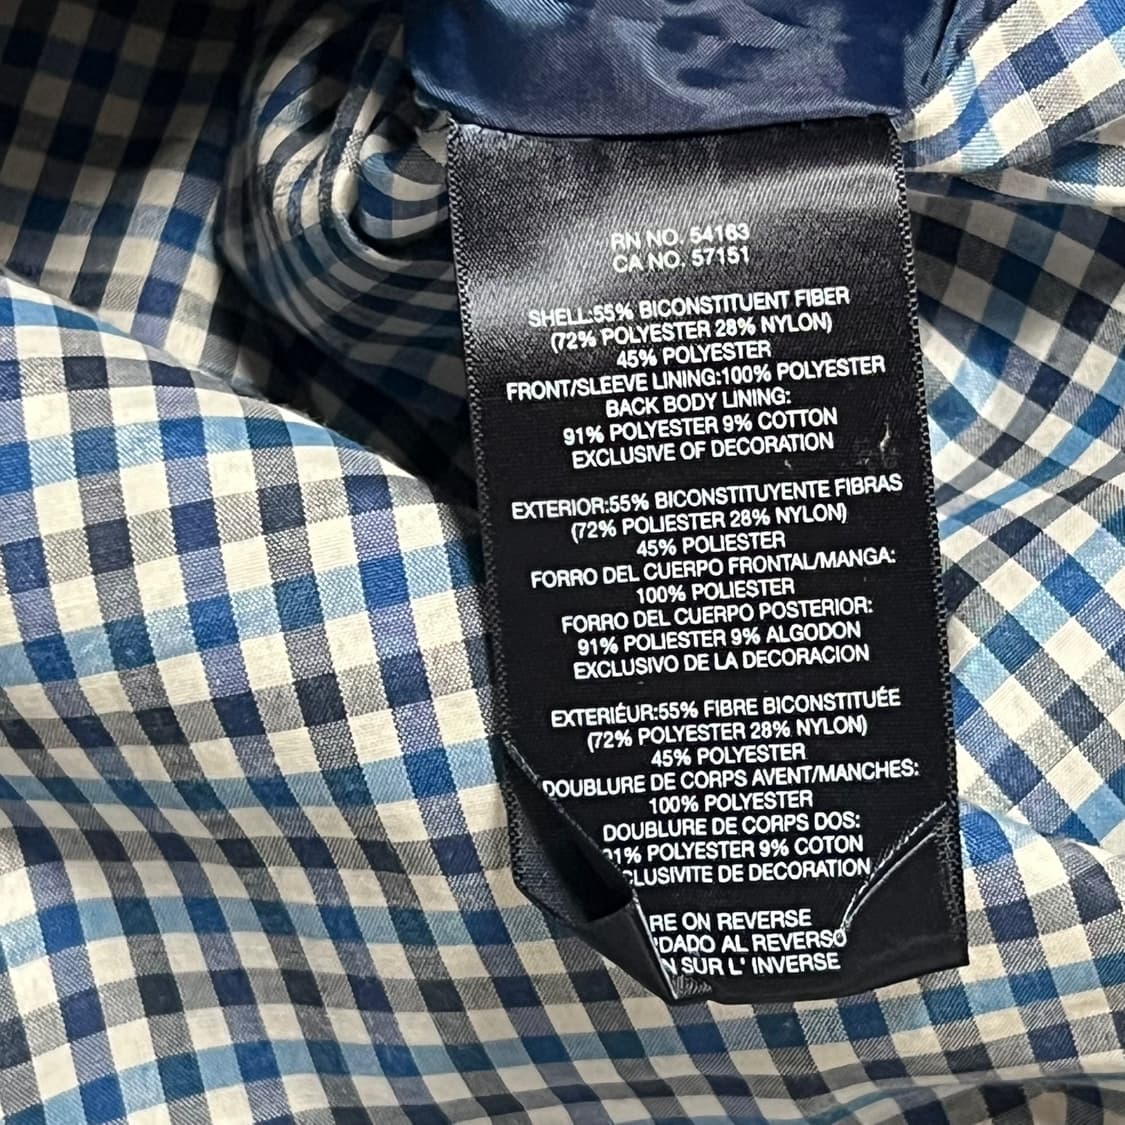 RN NO. 54163
CA NO. 57151
SHELL:55% BICONSTITUENT FIBER
(72% POLYESTER 28% NYLON)
45% POLYESTER
FRONT/SLEEVE LINING:100% POLYESTER
BACK BODY LINING:
91% POLYESTER 9% COTTON
EXCLUSIVE OF DECORATION
EXTERIOR:55% BICONSTITUYENTE FIBRAS
(72% POLIESTER 28% NYLON)
45% POLIESTER
FORRO DEL CUERPO FRONTAL/MANGA:
100% POLIESTER
FORRO DEL CUERPO POSTERIOR:
91% POLIESTER 9% ALGODON
EXCLUSIVO DE LA DECORACION
EXTERIÉUR:55% FIBRE BICONSTITUÉE
(72% POLYESTER 28% NYLON)
45% POLYESTER
DOUBLURE DE CORPS AVENT/MANCHES:
100% POLYESTER
DOUBLURE DE CORPS DOS:
91% POLYESTER 9% COTON
CLUSIVITE DE DECORATION
RE ON REVERSE
DADO AL REVERSO
N SUR L' INVERSE